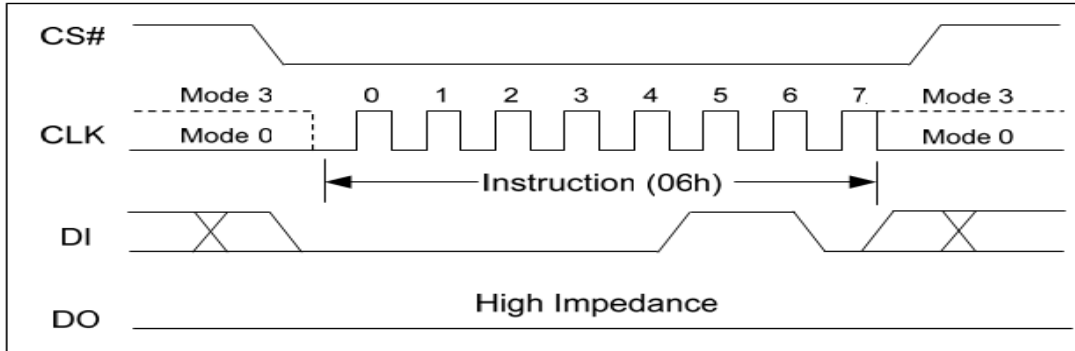 CS#
Mode 3 0 1 2 3 4 5 6 7 Mode 3
CLK Mode 0 Mode 0
Instruction (06h)
DI
High Impedance
DO